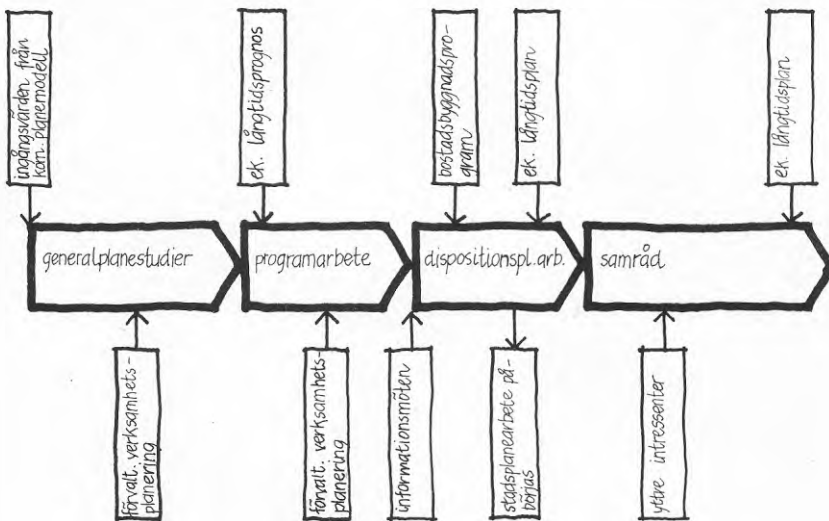 ingångsvärden från
kom. planemodell
ek. långtidsprognos
bostadsbyggnadspro-
gram
ek. långtidsplan
ek. långtidsplan
generalplanestudier
programarbete
dispositionspl. arb.
samråd
förvalt. verksamhets-
planering
förvalt. verksamhets-
planering
informationsmöten
stadsplanearbete på-
börjas
yttre intressenter